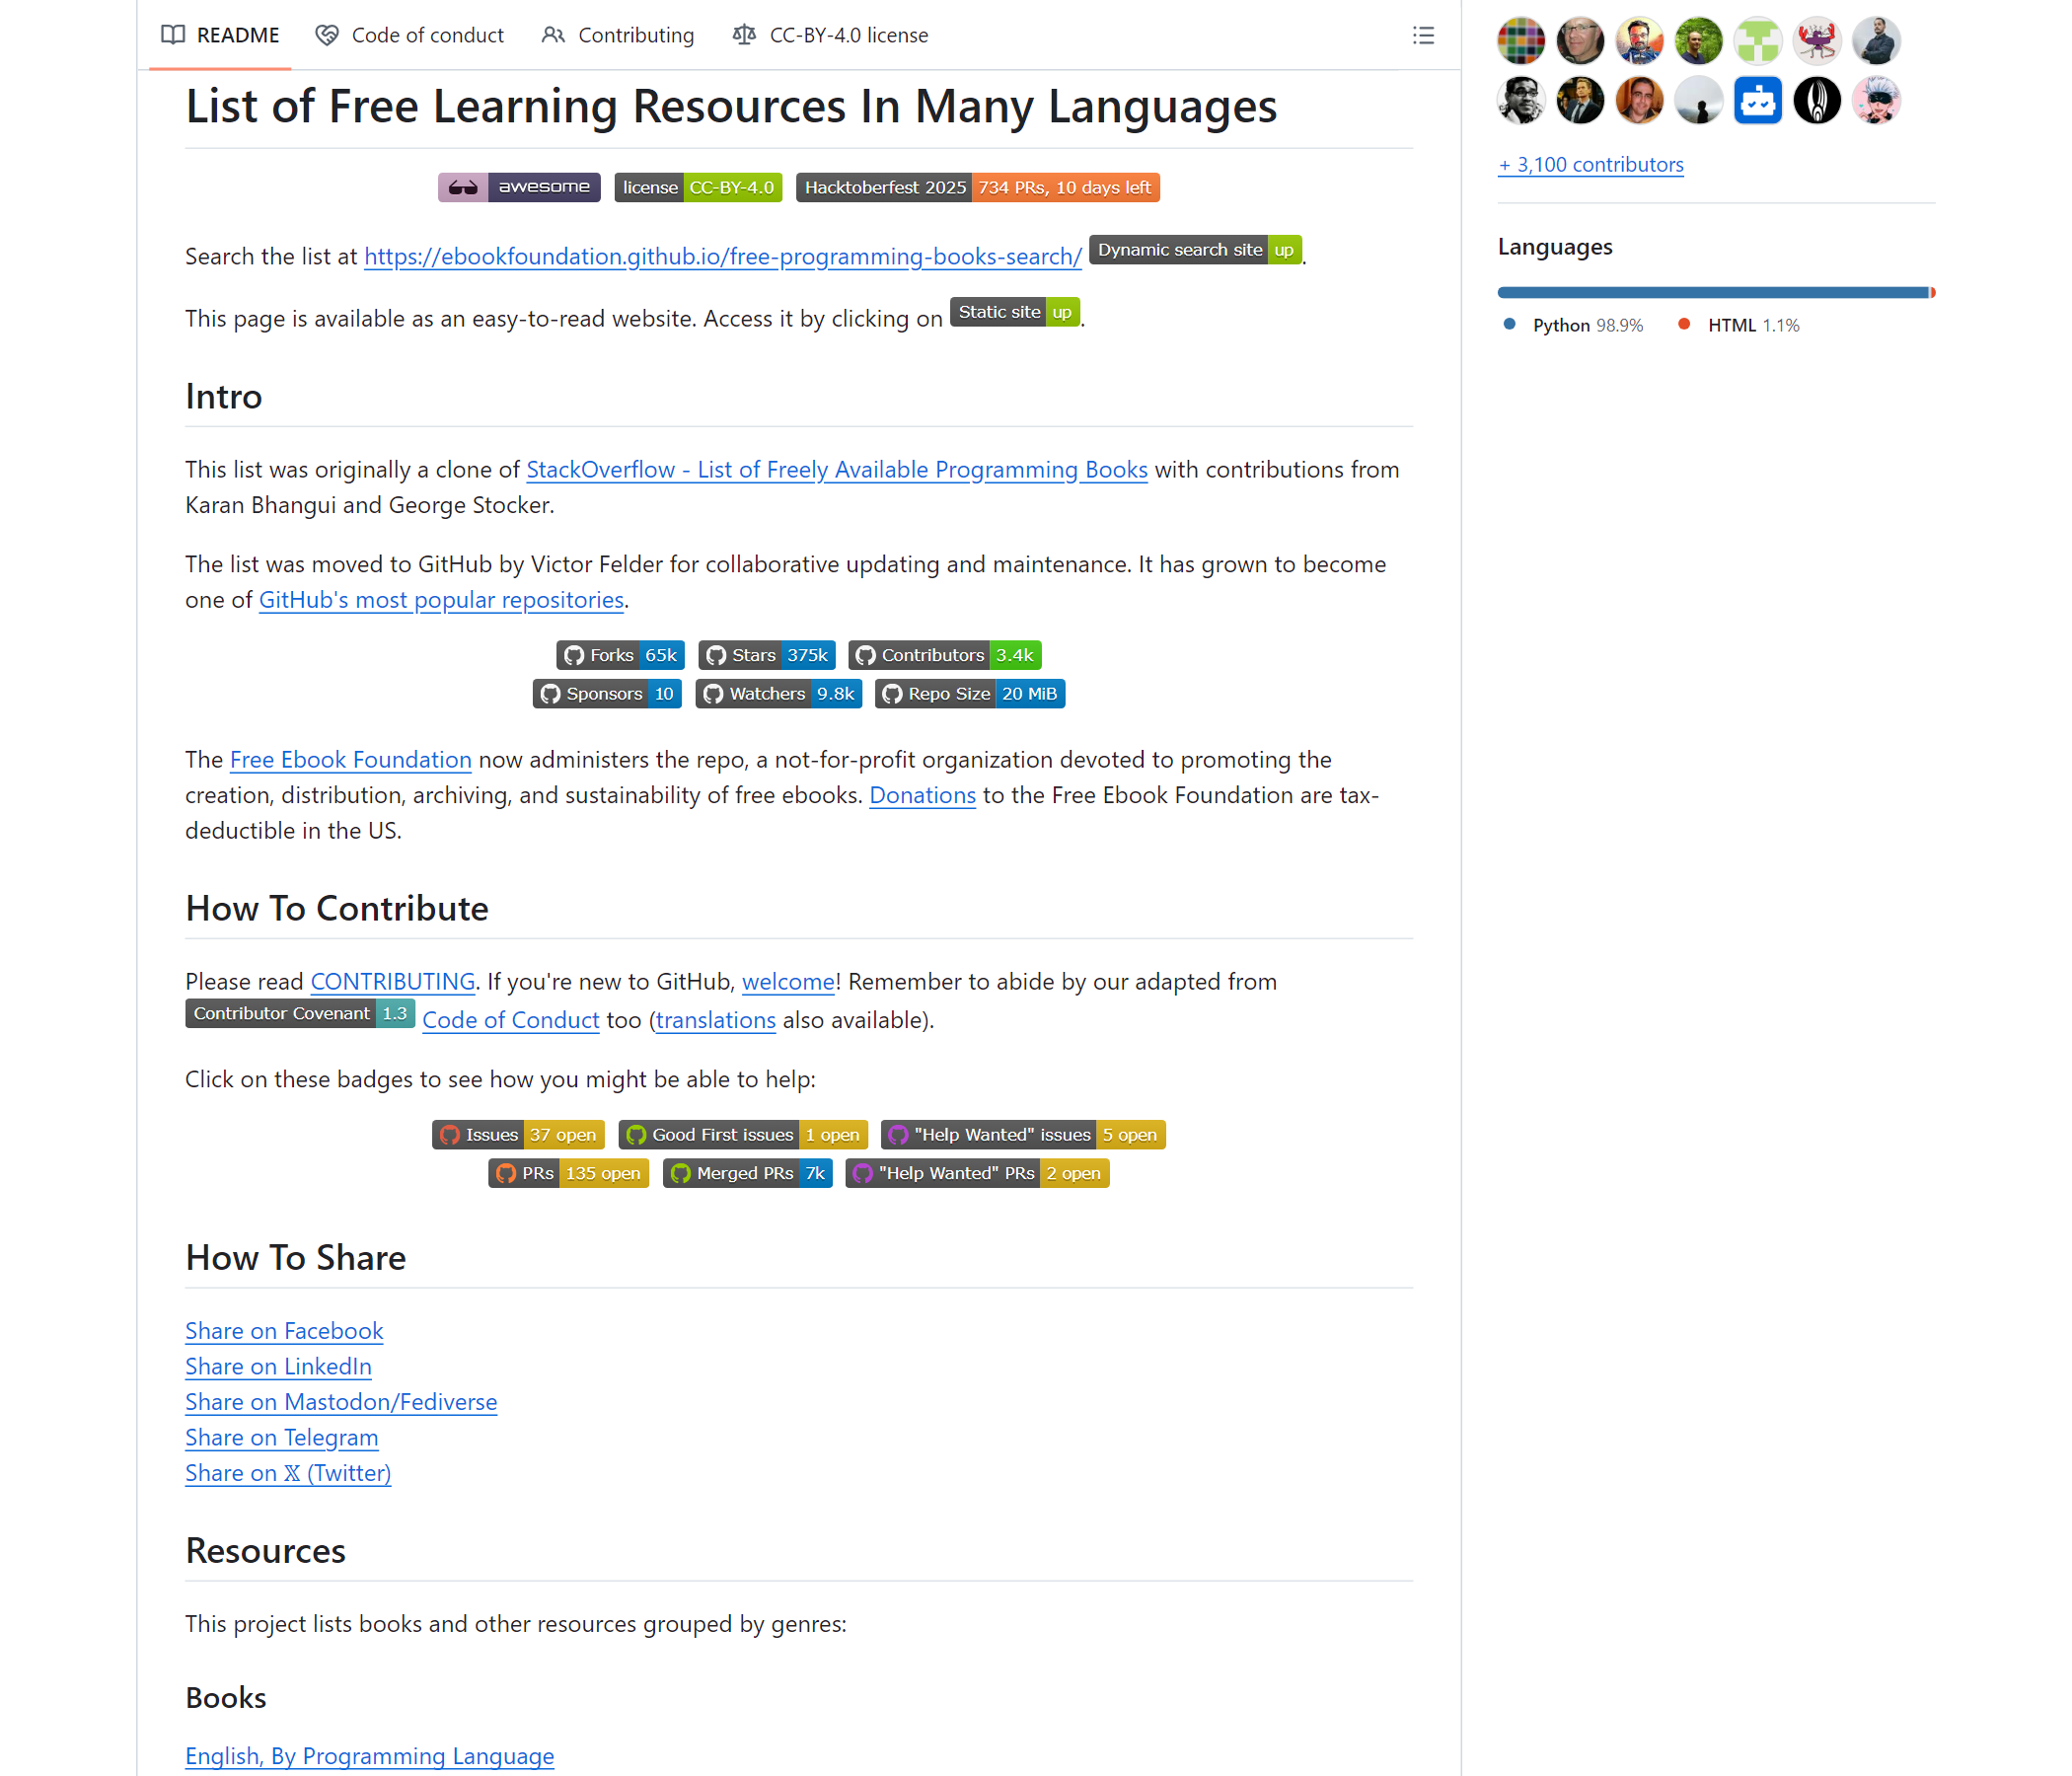 README
Code of conduct
Contributing
CC-BY-4.0 license
List of Free Learning Resources In Many Languages
awesome
license CC-BY-4.0
Hacktoberfest 2025 734 PRs, 10 days left
Search the list at https://ebookfoundation.github.io/free-programming-books-search/ Dynamic search site up.
This page is available as an easy-to-read website. Access it by clicking on Static site up.
Intro
This list was originally a clone of StackOverflow - List of Freely Available Programming Books with contributions from
Karan Bhangui and George Stocker.
The list was moved to GitHub by Victor Felder for collaborative updating and maintenance. It has grown to become
one of GitHub's most popular repositories.
Forks 65k Stars 375k Contributors 3.4k
Sponsors 10 Watchers 9.8k Repo Size 20 MiB
The Free Ebook Foundation now administers the repo, a not-for-profit organization devoted to promoting the
creation, distribution, archiving, and sustainability of free ebooks. Donations to the Free Ebook Foundation are tax-
deductible in the US.
How To Contribute
Please read CONTRIBUTING. If you're new to GitHub, welcome! Remember to abide by our adapted from
Contributor Covenant 1.3 Code of Conduct too (translations also available).
Click on these badges to see how you might be able to help:
Issues 37 open Good First issues 1 open "Help Wanted" issues 5 open
PRs 135 open Merged PRs 7k "Help Wanted" PRs 2 open
How To Share
Share on Facebook
Share on LinkedIn
Share on Mastodon/Fediverse
Share on Telegram
Share on 𝕏 (Twitter)
Resources
This project lists books and other resources grouped by genres:
Books
English, By Programming Language
+ 3,100 contributors
Languages
Python 98.9% HTML 1.1%